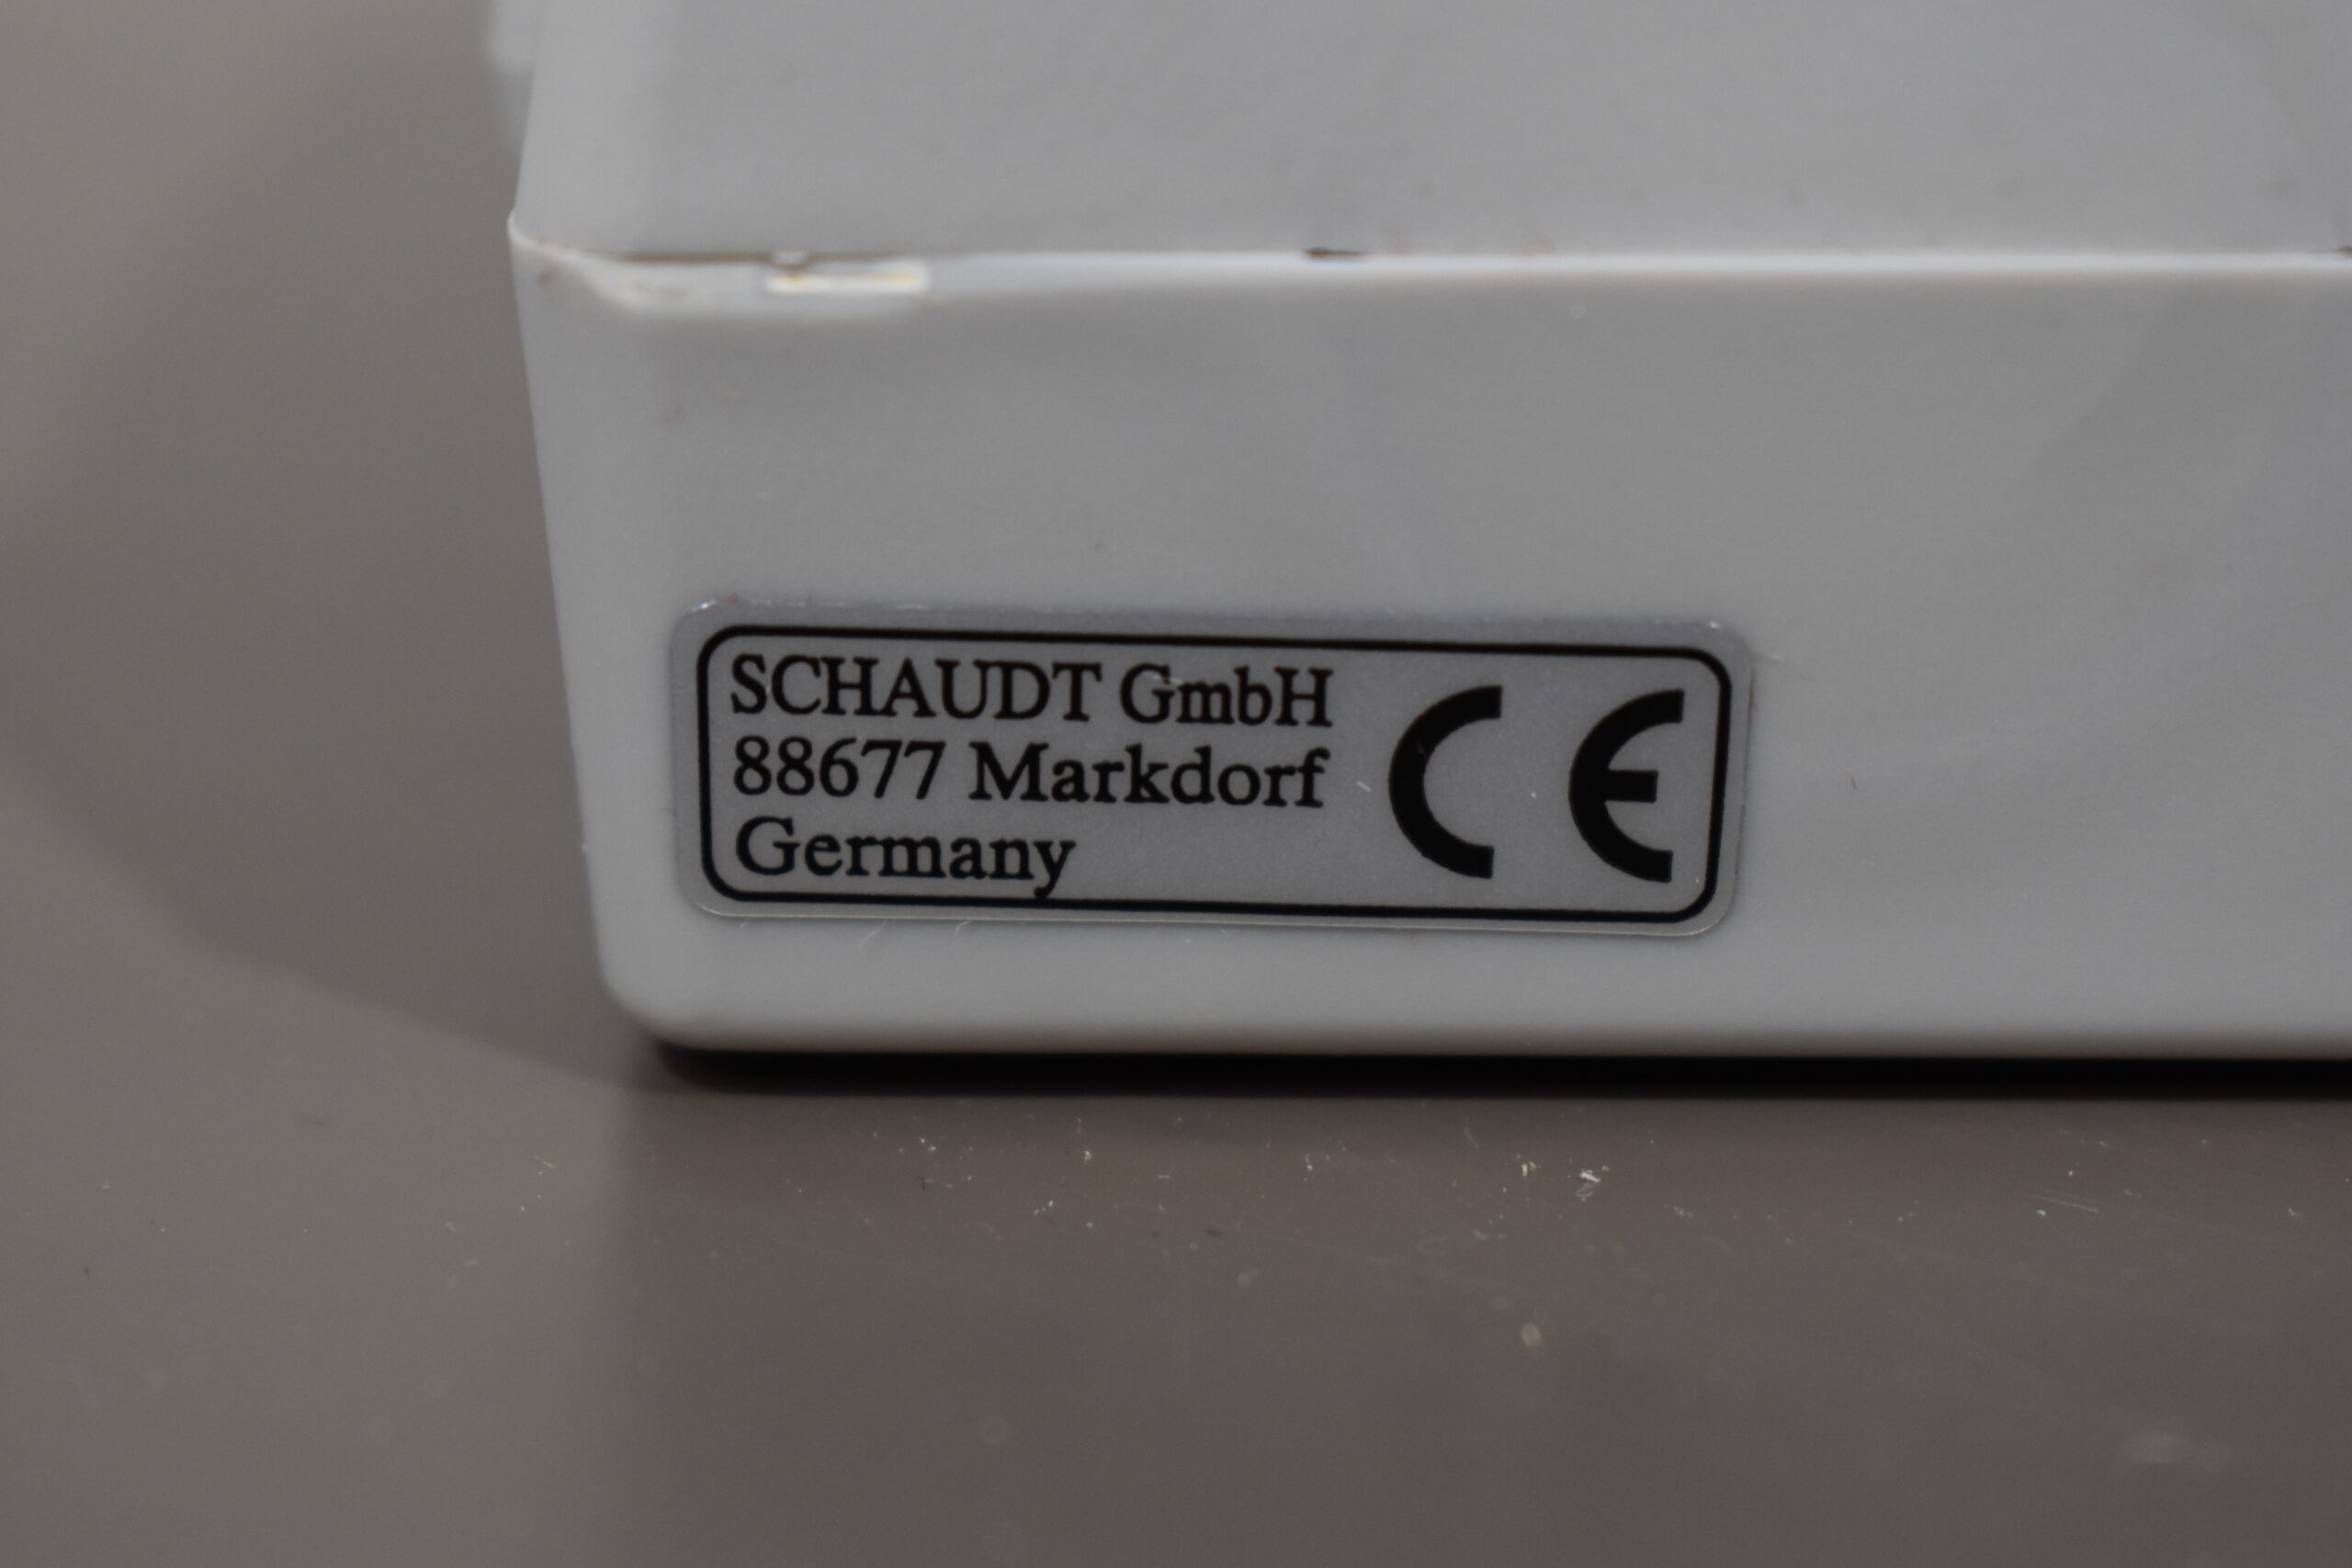 SCHAUDT GmbH
88677 Markdorf
Germany
CE